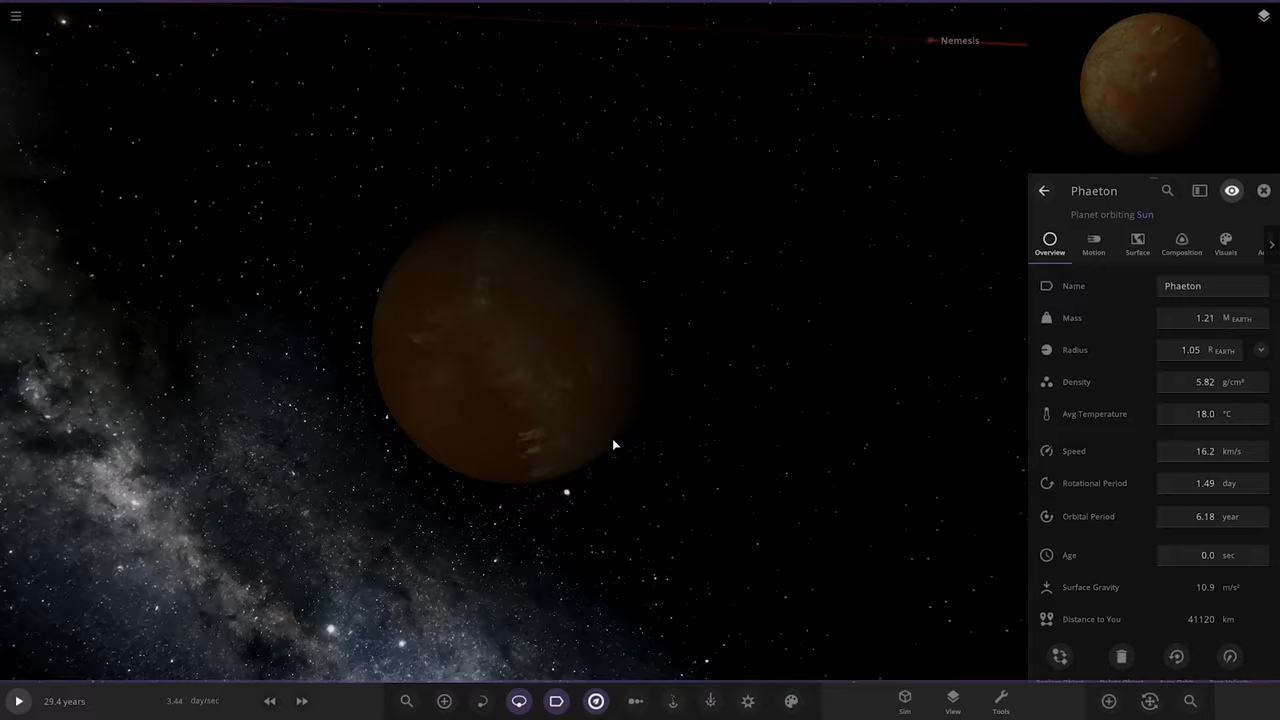 Nemesis
Phaeton
Planet orbiting Sun
Overview Motion Surface Composition Visuals
Name Phaeton
Mass 1.21 M EARTH
Radius 1.05 R EARTH
Density 5.82 g/cm³
Avg Temperature 18.0 °C
Speed 16.2 km/s
Rotational Period 1.49 day
Orbital Period 6.18 year
Age 0.0 sec
Surface Gravity 10.9 m/s²
Distance to You 41120 km
29.4 years 3.44 day/sec Sim View Tools